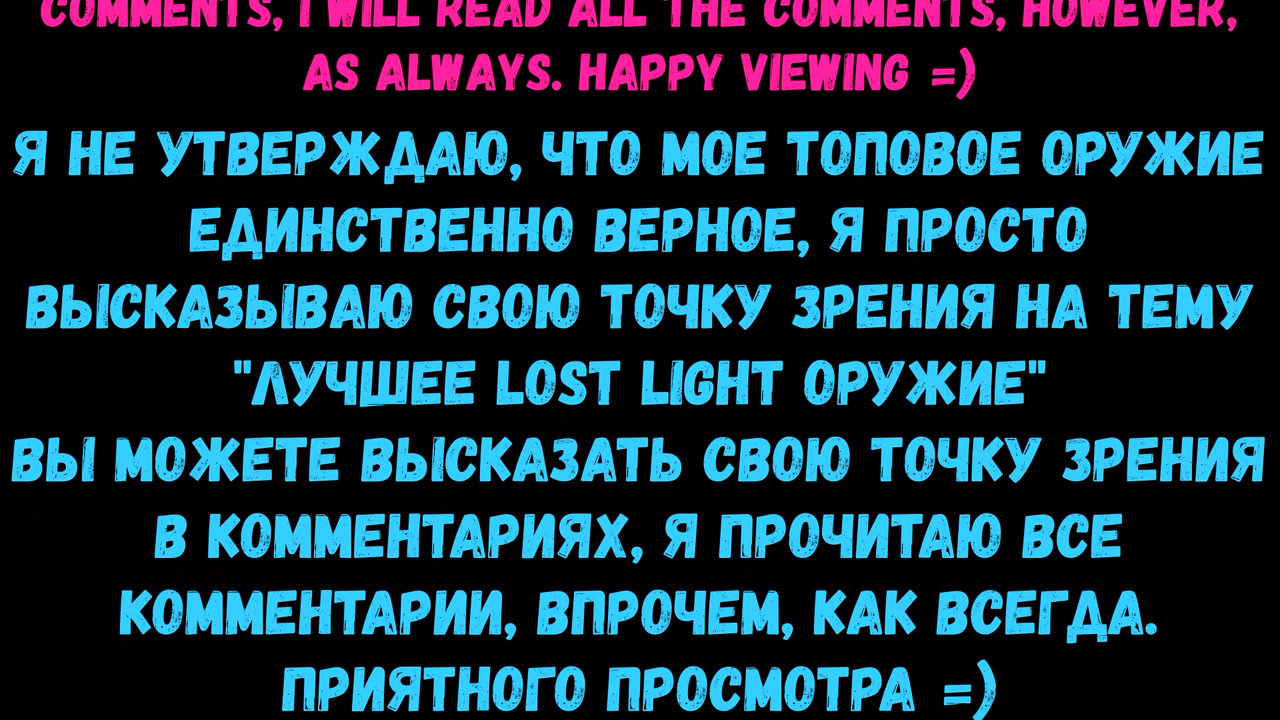 COMMENTS, I WILL READ ALL THE COMMENTS, HOWEVER,
AS ALWAYS. HAPPY VIEWING =)
Я НЕ УТВЕРЖДАЮ, ЧТО МОЕ ТОПОВОЕ ОРУЖИЕ
ЕДИНСТВЕННО ВЕРНОЕ, Я ПРОСТО
ВЫСКАЗЫВАЮ СВОЮ ТОЧКУ ЗРЕНИЯ НА ТЕМУ
"ЛУЧШЕЕ LOST LIGHT ОРУЖИЕ"
ВЫ МОЖЕТЕ ВЫСКАЗАТЬ СВОЮ ТОЧКУ ЗРЕНИЯ
В КОММЕНТАРИЯХ, Я ПРОЧИТАЮ ВСЕ
КОММЕНТАРИИ, ВПРОЧЕМ, КАК ВСЕГДА.
ПРИЯТНОГО ПРОСМОТРА =)